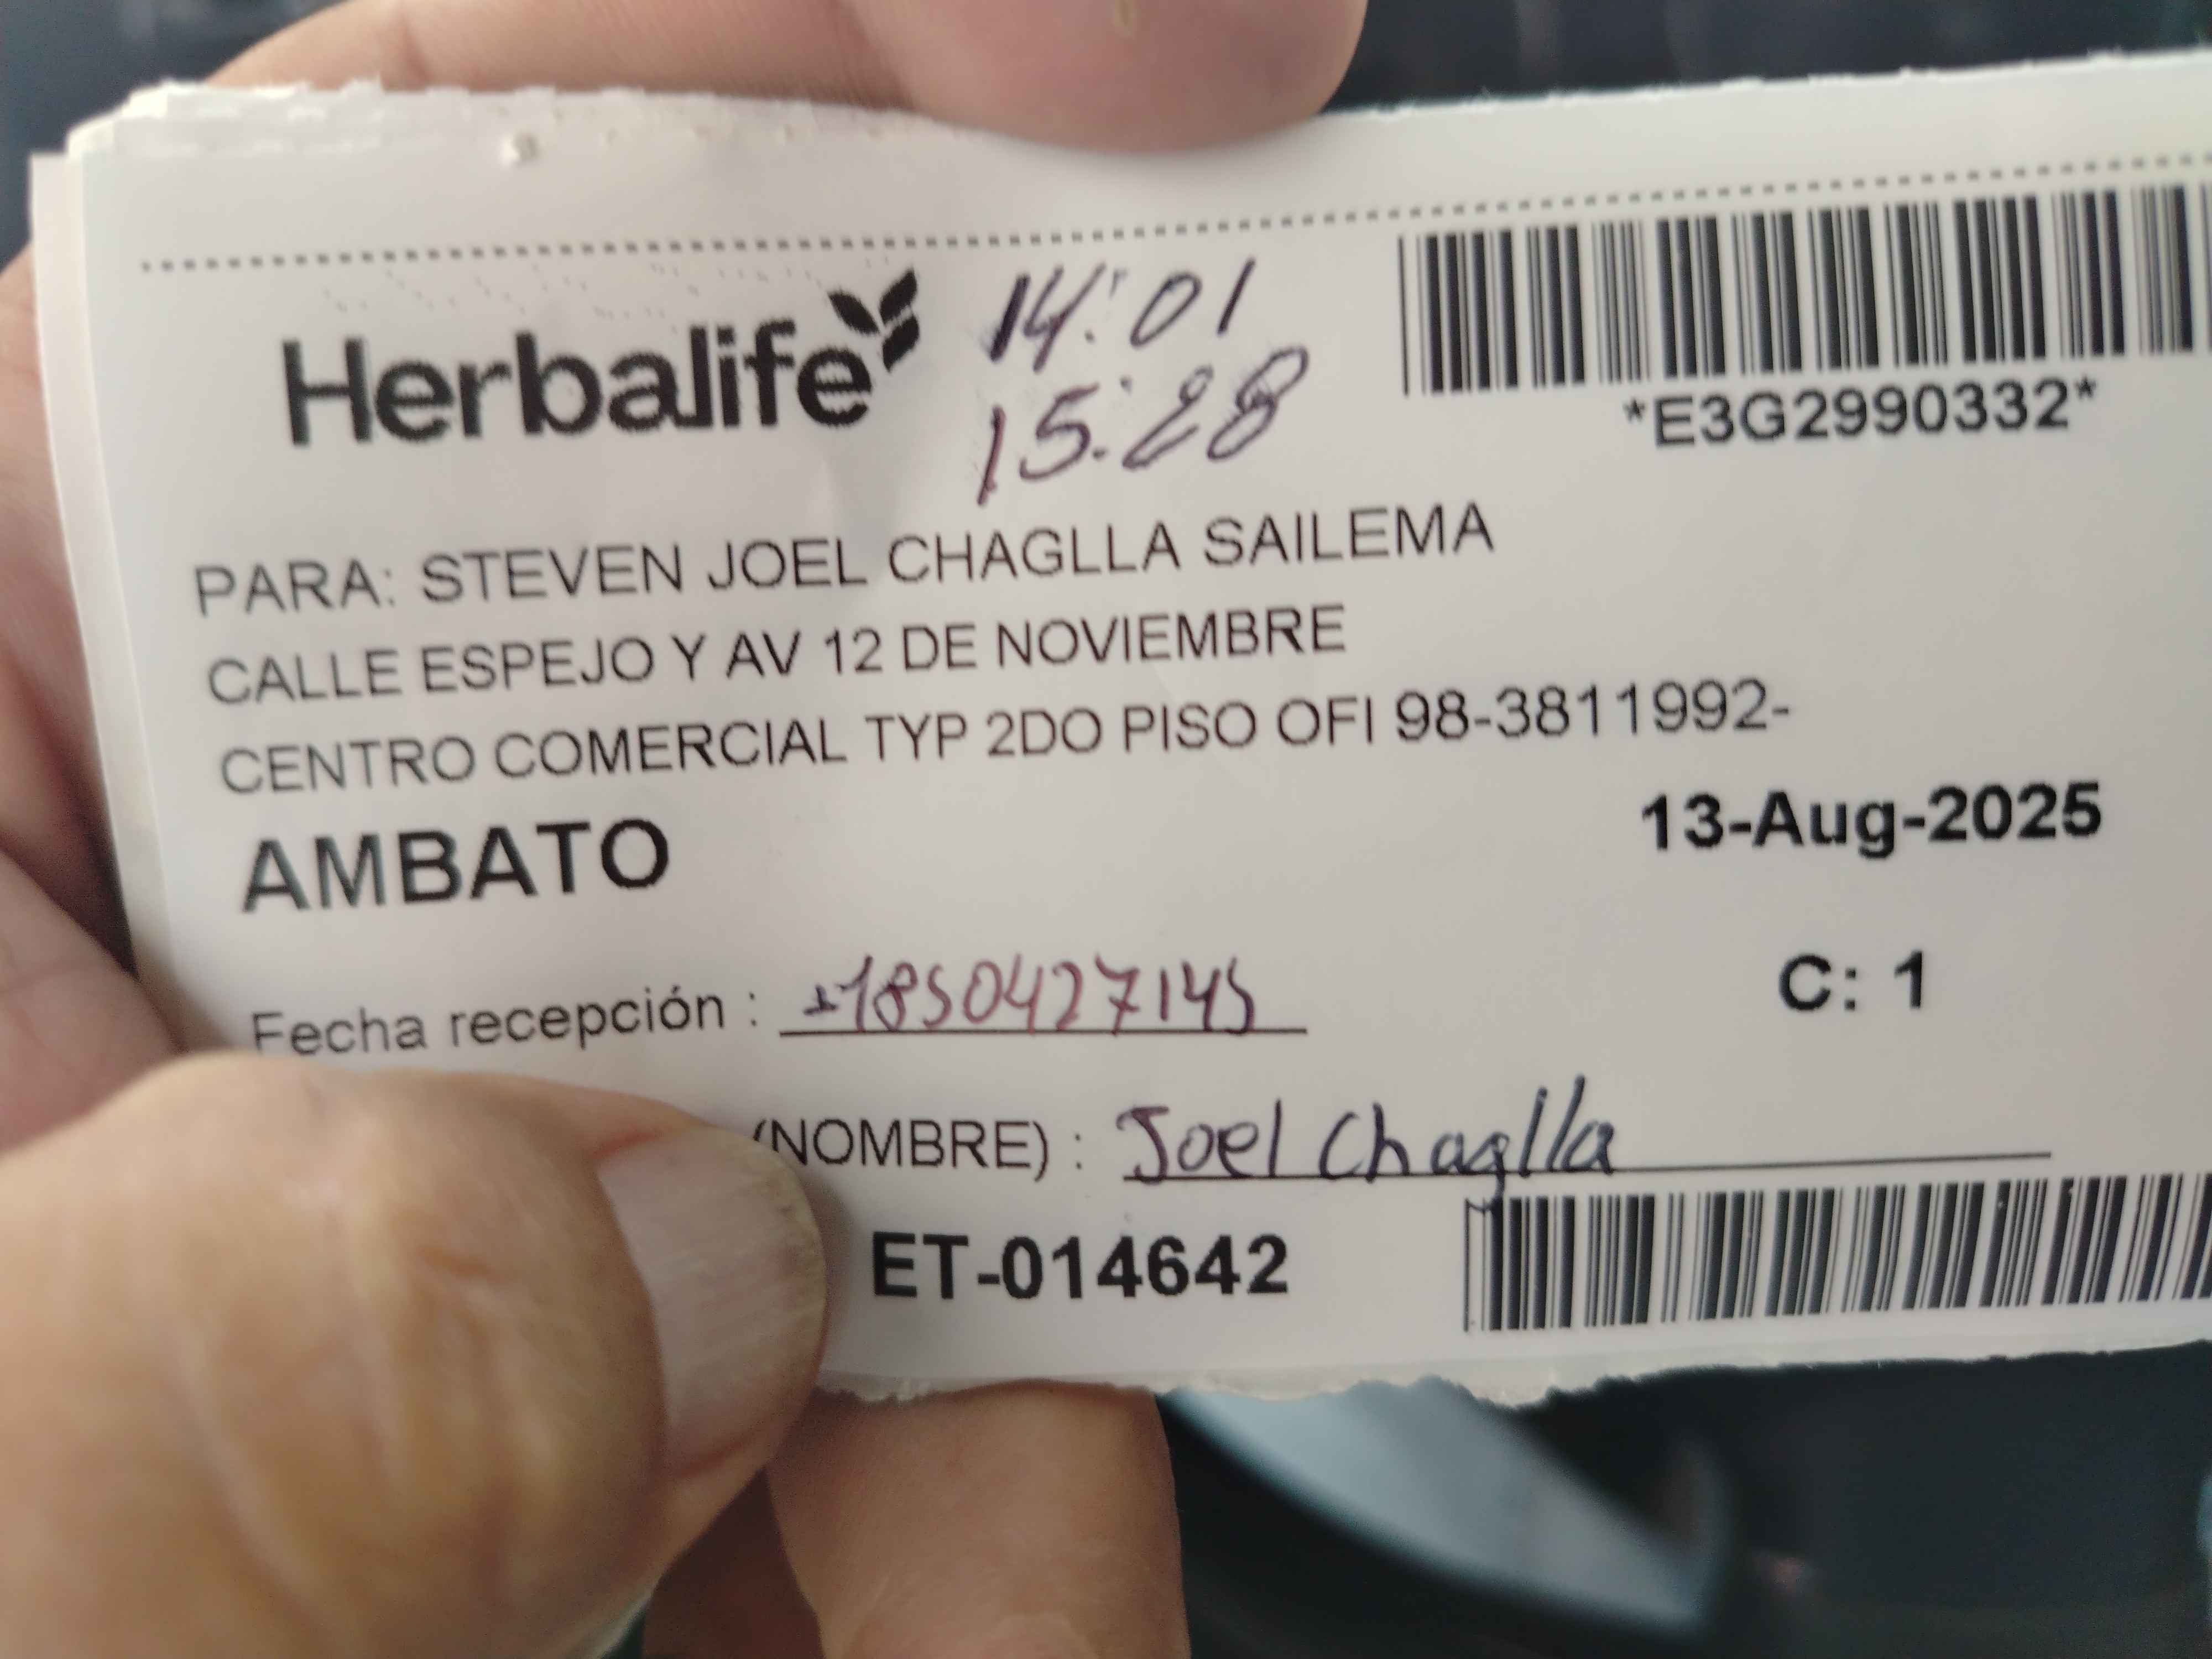 Herbalife
14:01
15:28
*E3G2990332*
PARA: STEVEN JOEL CHAGLLA SAILEMA
CALLE ESPEJO Y AV 12 DE NOVIEMBRE
CENTRO COMERCIAL TYP 2DO PISO OFI 98-3811992-
AMBATO
13-Aug-2025
Fecha recepción : 1850427145
C: 1
(NOMBRE) : Joel Chaglla
ET-014642